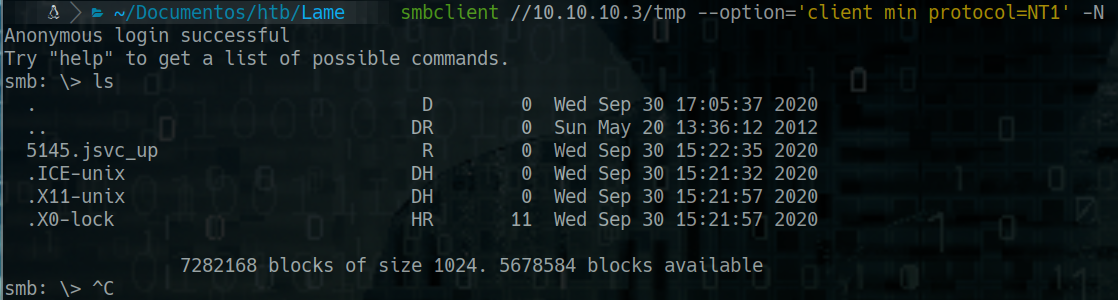 ~/Documentos/htb/Lame smbclient //10.10.10.3/tmp --option='client min protocol=NT1' -N
Anonymous login successful
Try "help" to get a list of possible commands.
smb: \> ls
. D 0 Wed Sep 30 17:05:37 2020
.. DR 0 Sun May 20 13:36:12 2012
5145.jsvc_up R 0 Wed Sep 30 15:22:35 2020
.ICE-unix DH 0 Wed Sep 30 15:21:32 2020
.X11-unix DH 0 Wed Sep 30 15:21:57 2020
.X0-lock HR 11 Wed Sep 30 15:21:57 2020
7282168 blocks of size 1024. 5678584 blocks available
smb: \> ^C